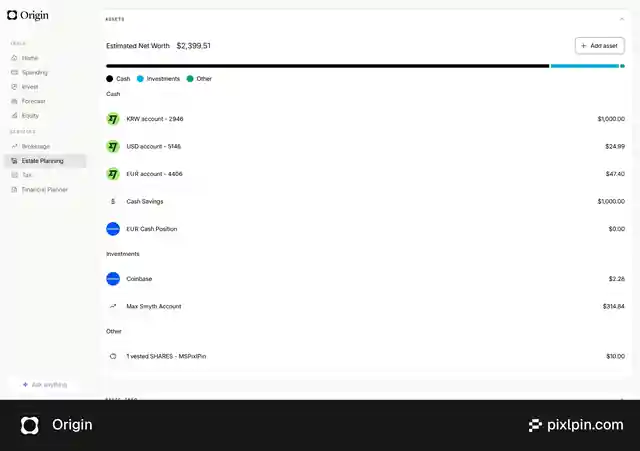 Origin
Home
Spending
Invest
Forecast
Equity
Brokerage
Estate Planning
Tax
Financial Planner
Ask anything
ASSETS
Estimated Net Worth $2,399.51
Add asset
Cash Investments Other
Cash
KRW account - 2946 $1,000.00
USD account - 5148 $24.99
EUR account - 4406 $47.40
Cash Savings $1,000.00
EUR Cash Position $0.00
Investments
Coinbase $2.28
Max Smyth Account $314.84
Other
1 vested SHARES - MSPixlPin $10.00
Origin
pixlpin.com